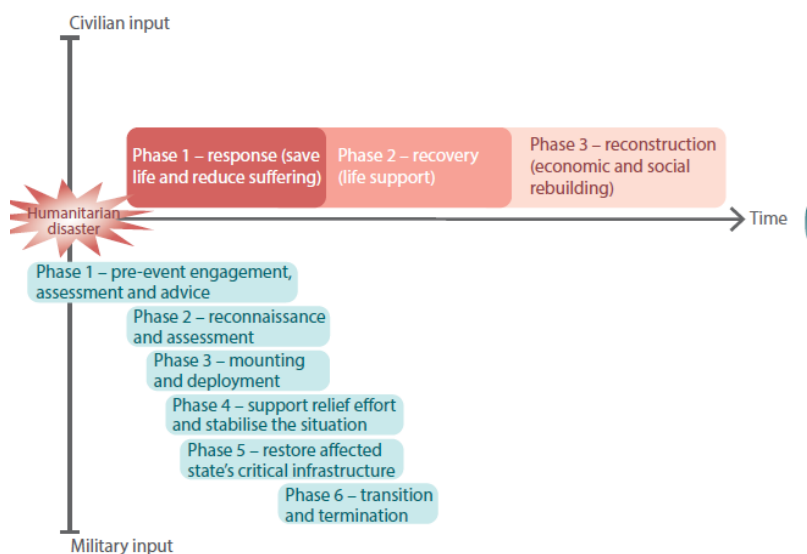 Civilian input
Phase 1 – response (save
life and reduce suffering)
Phase 2 – recovery
(life support)
Phase 3 – reconstruction
(economic and social
rebuilding)
Humanitarian
disaster
Time
Phase 1 – pre-event engagement,
assessment and advice
Phase 2 – reconnaissance
and assessment
Phase 3 – mounting
and deployment
Phase 4 – support relief effort
and stabilise the situation
Phase 5 – restore affected
state’s critical infrastructure
Phase 6 – transition
and termination
Military input